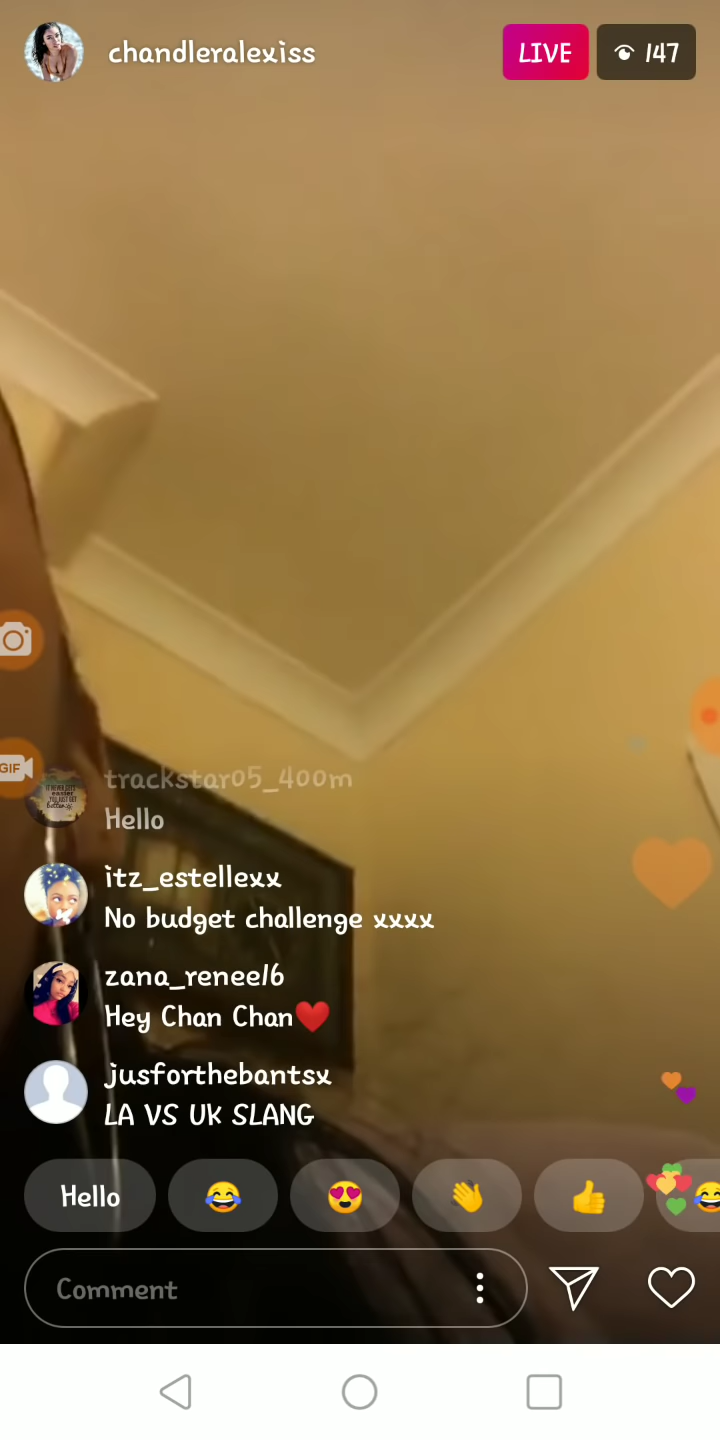 chandleralexiss
LIVE
147
GIF
trackstar05_400m
Hello
itz_estellexx
No budget challenge xxxx
zana_renee16
Hey Chan Chan❤️
jusforthebantsx
LA VS UK SLANG
Hello 😂 😍 👋 👍 😂
Comment